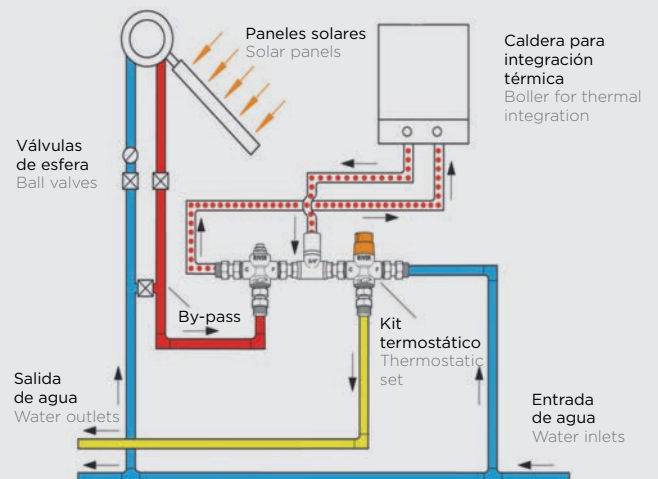 Paneles solares
Solar panels
Caldera para
integración
térmica
Boller for thermal
integration
Válvulas
de esfera
Ball valves
By-pass
Kit
termostático
Thermostatic
set
Salida
de agua
Water outlets
Entrada
de agua
Water inlets